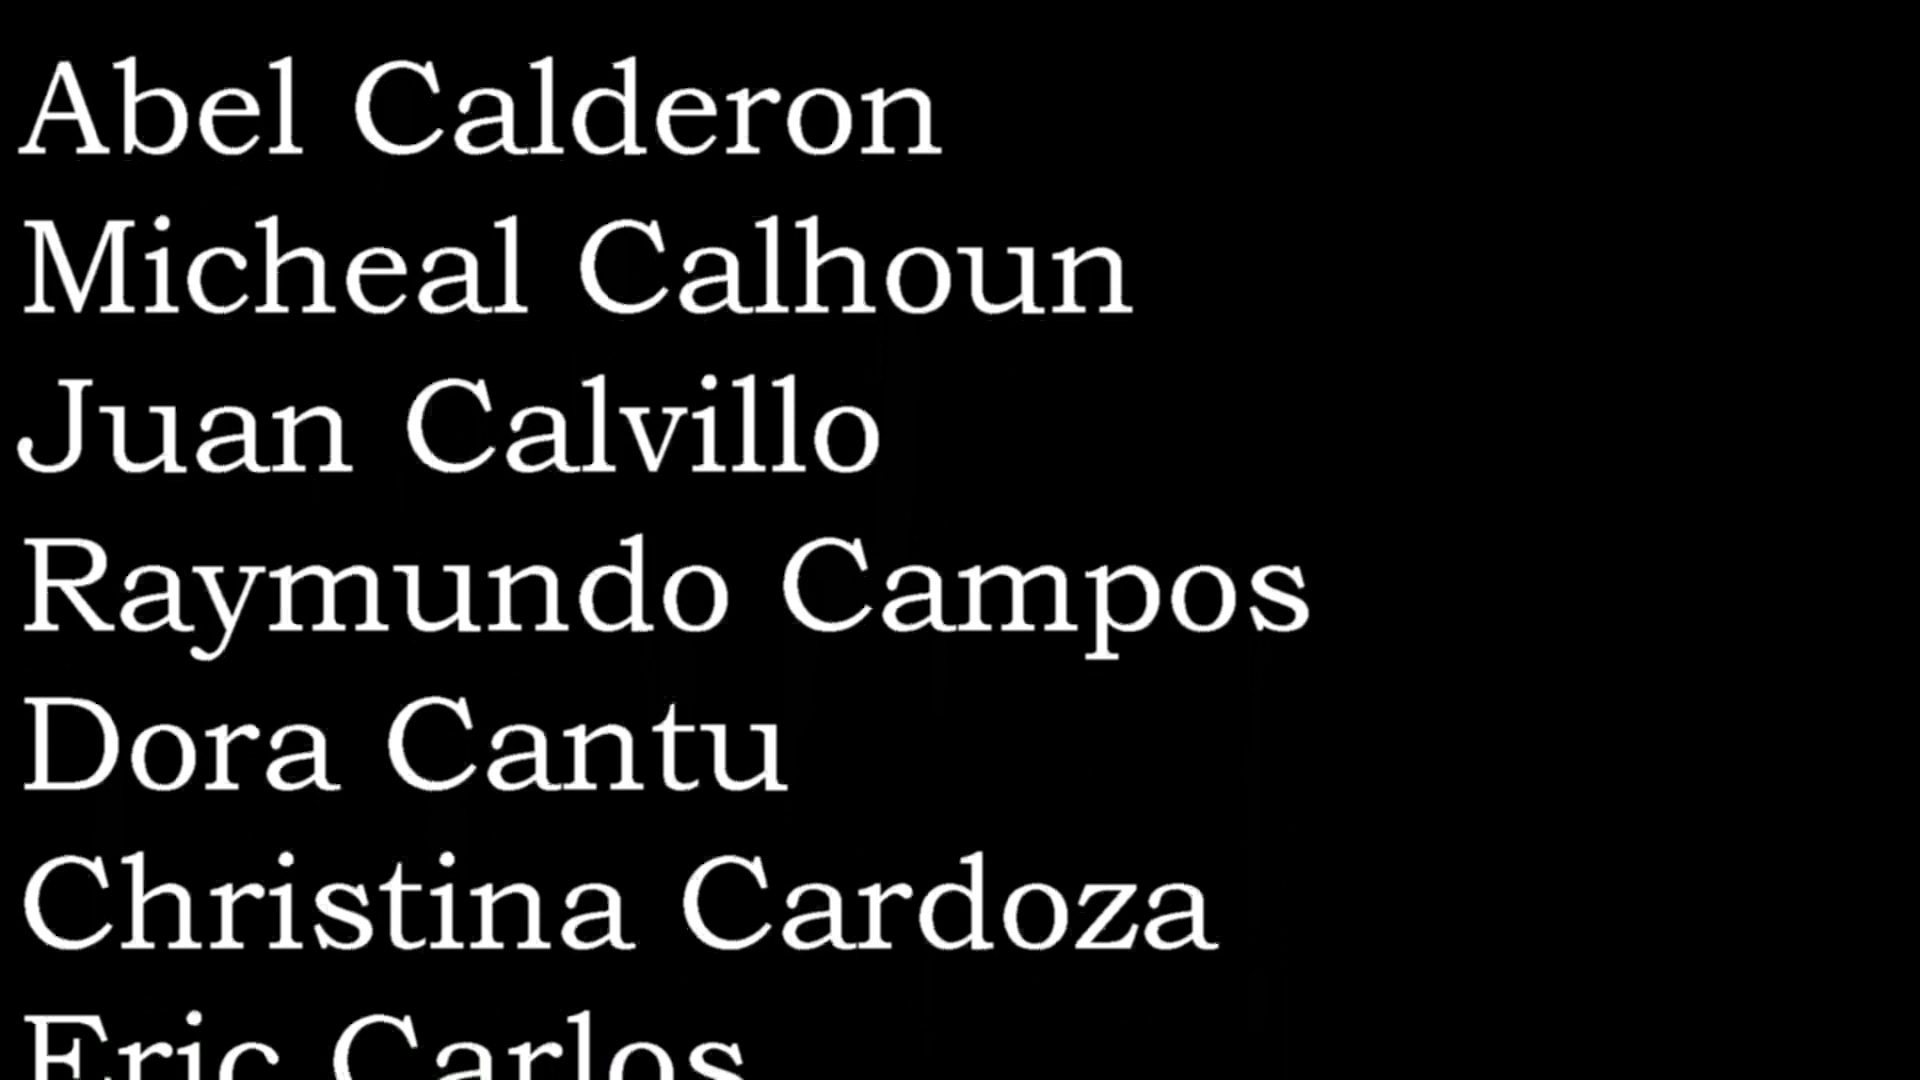 Abel Calderon
Micheal Calhoun
Juan Calvillo
Raymundo Campos
Dora Cantu
Christina Cardoza
Eric Carlos